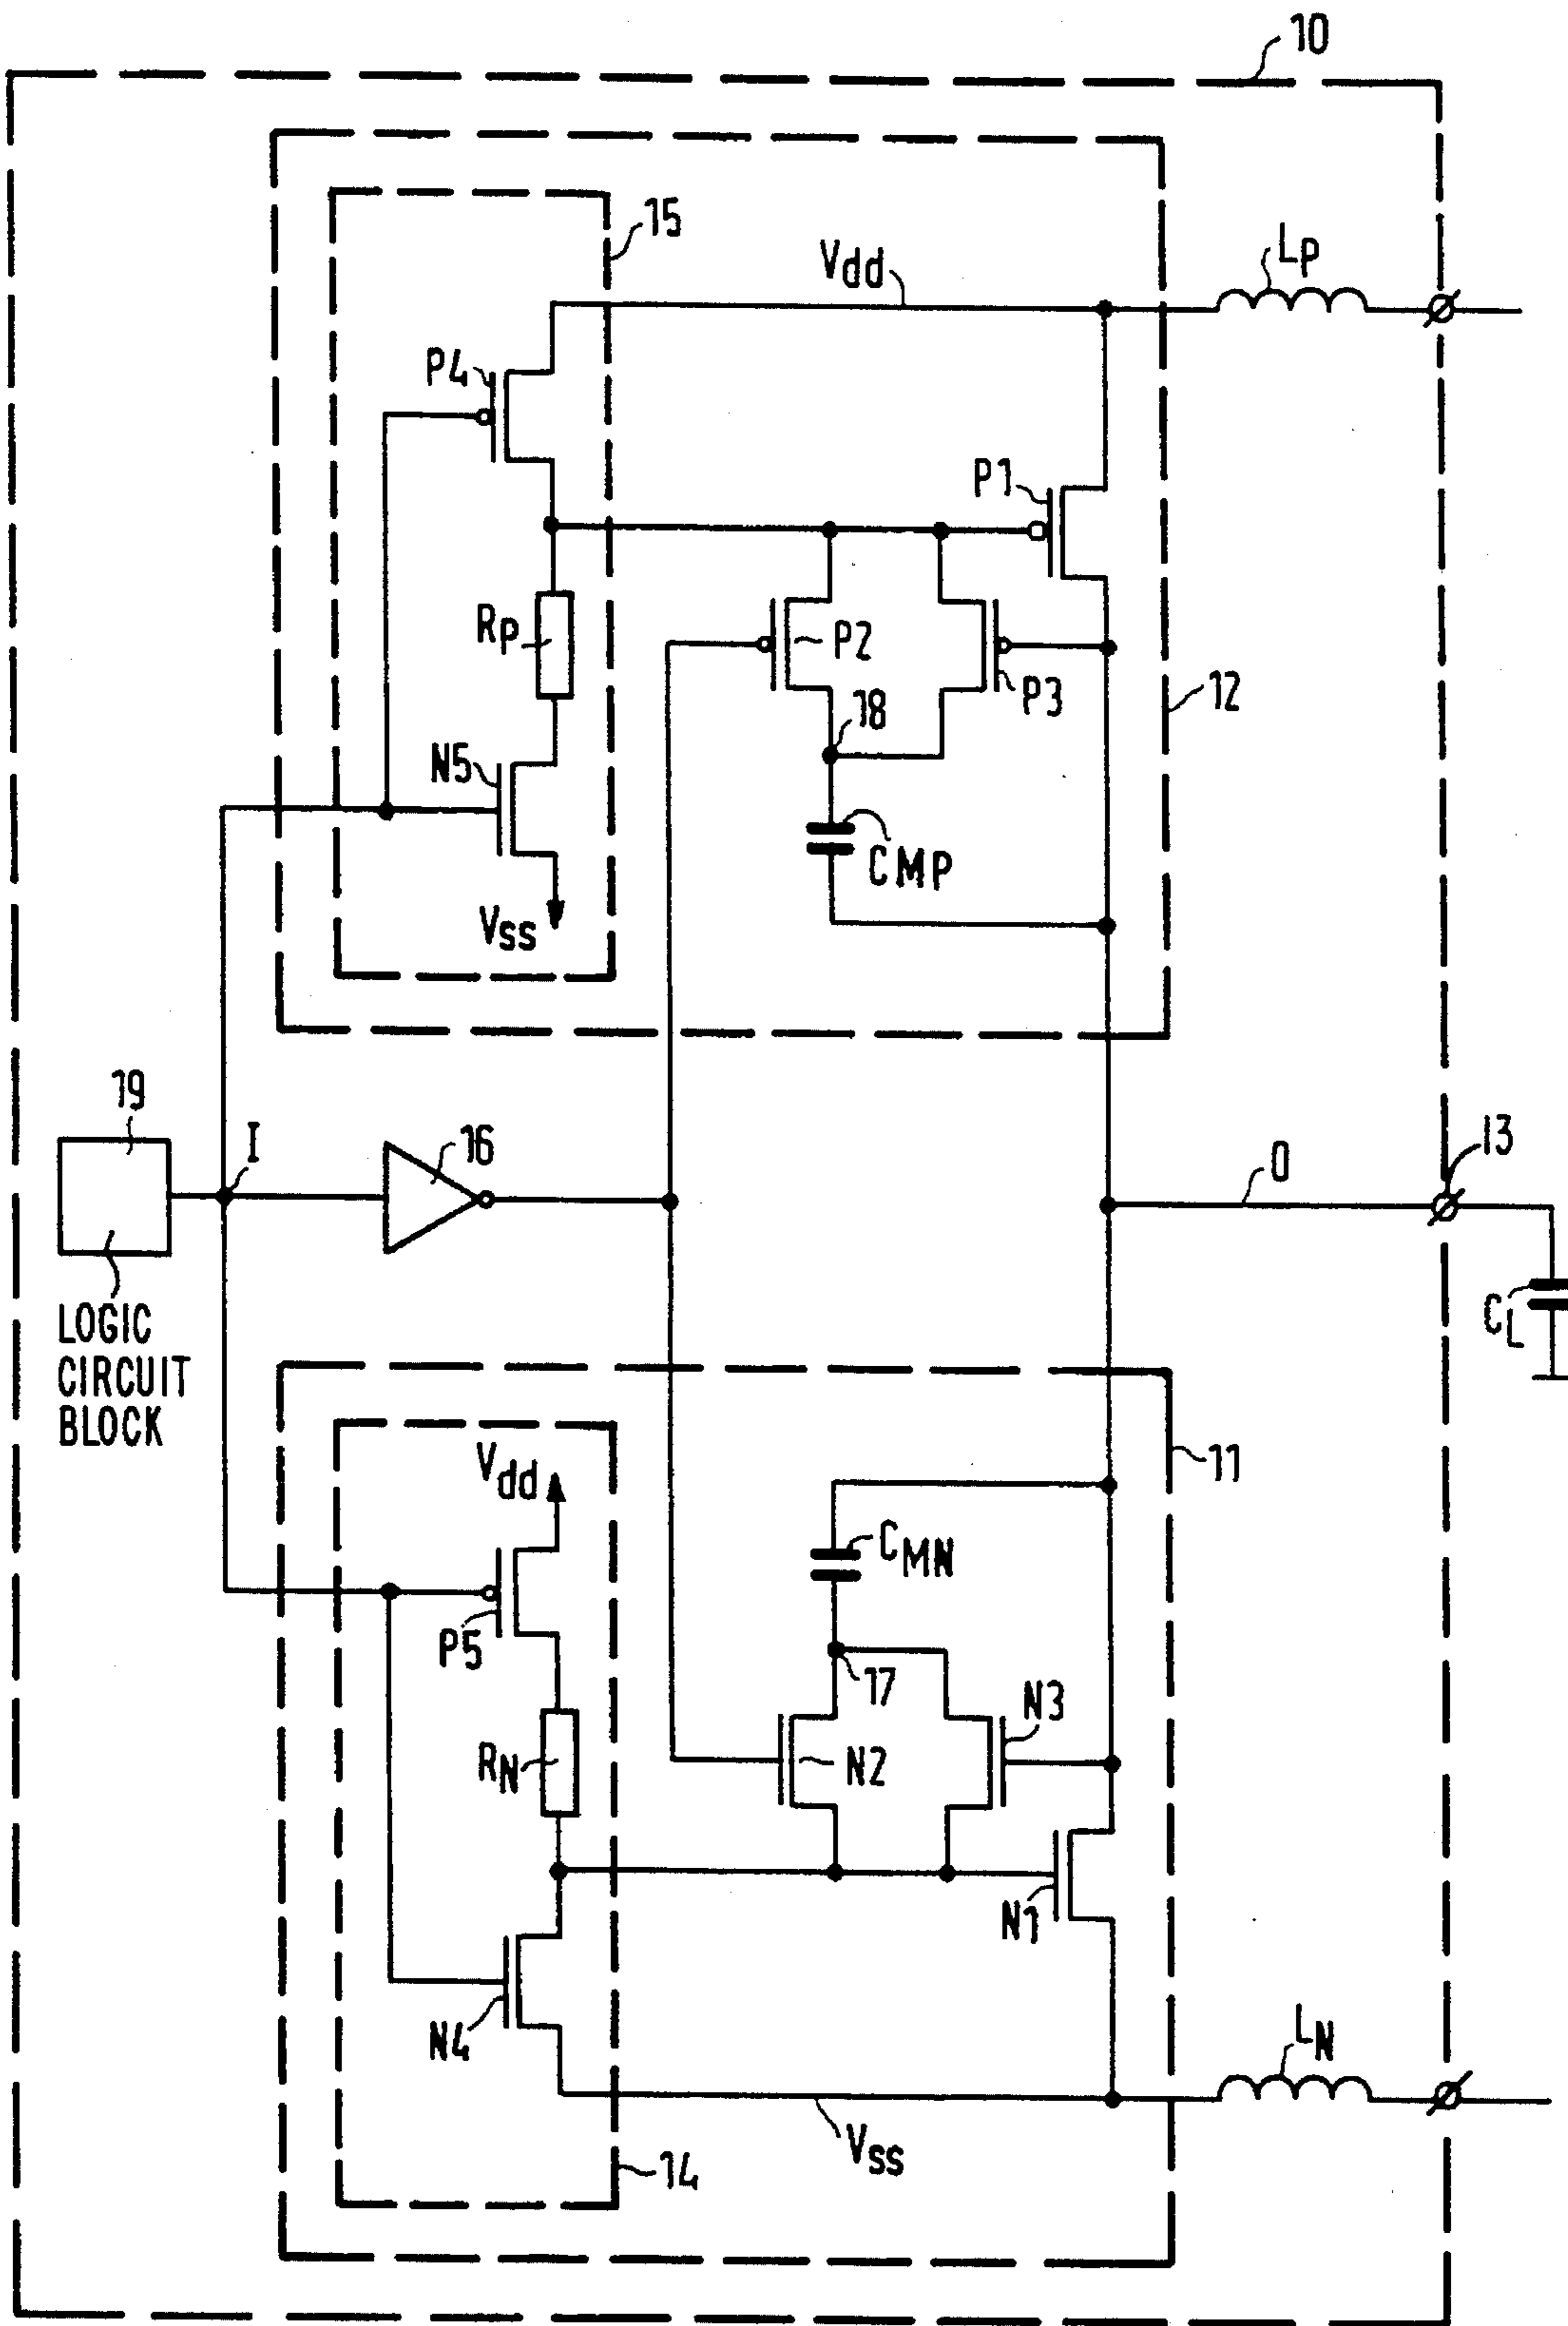 10
15
Vdd
LP
P4
P1
RP
P2
P3
12
18
N5
CMP
VSS
19
I
16
O
13
LOGIC
CIRCUIT
BLOCK
CL
Vdd
11
CMN
P5
17
N3
RN
N2
N1
N4
LN
VSS
14